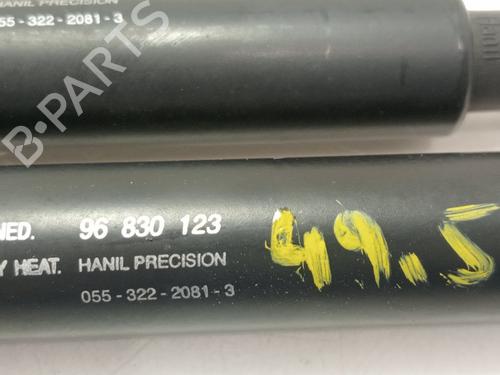 HANIL PRECISION
055-322-2081-3
B-PARTS
NED. 96 830 123
Y HEAT. HANIL PRECISION
055-322-2081-3
49.5